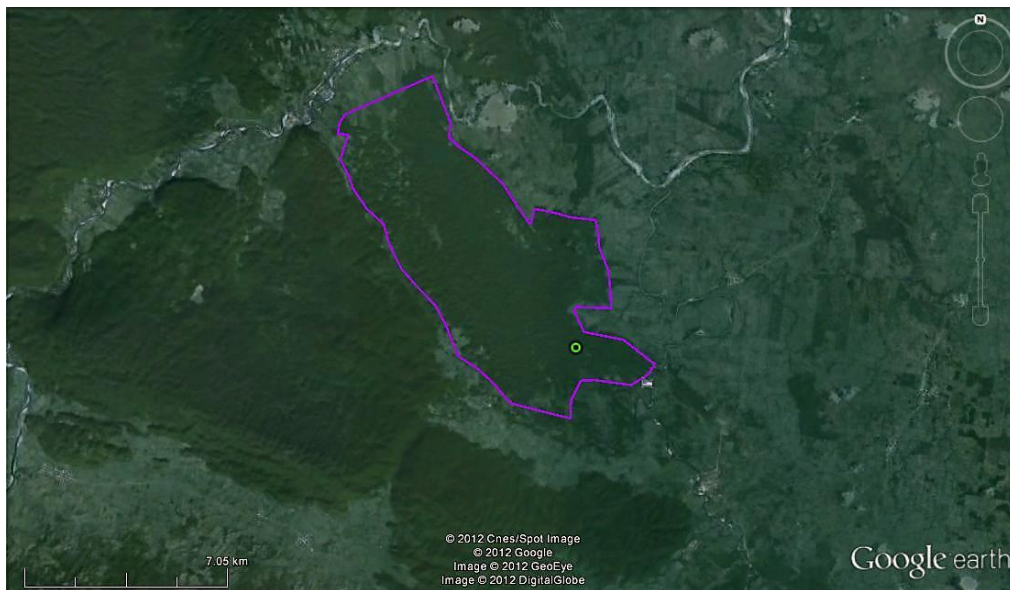 N
7.05 km
© 2012 Cnes/Spot Image
© 2012 Google
Image © 2012 GeoEye
Image © 2012 DigitalGlobe
Google earth